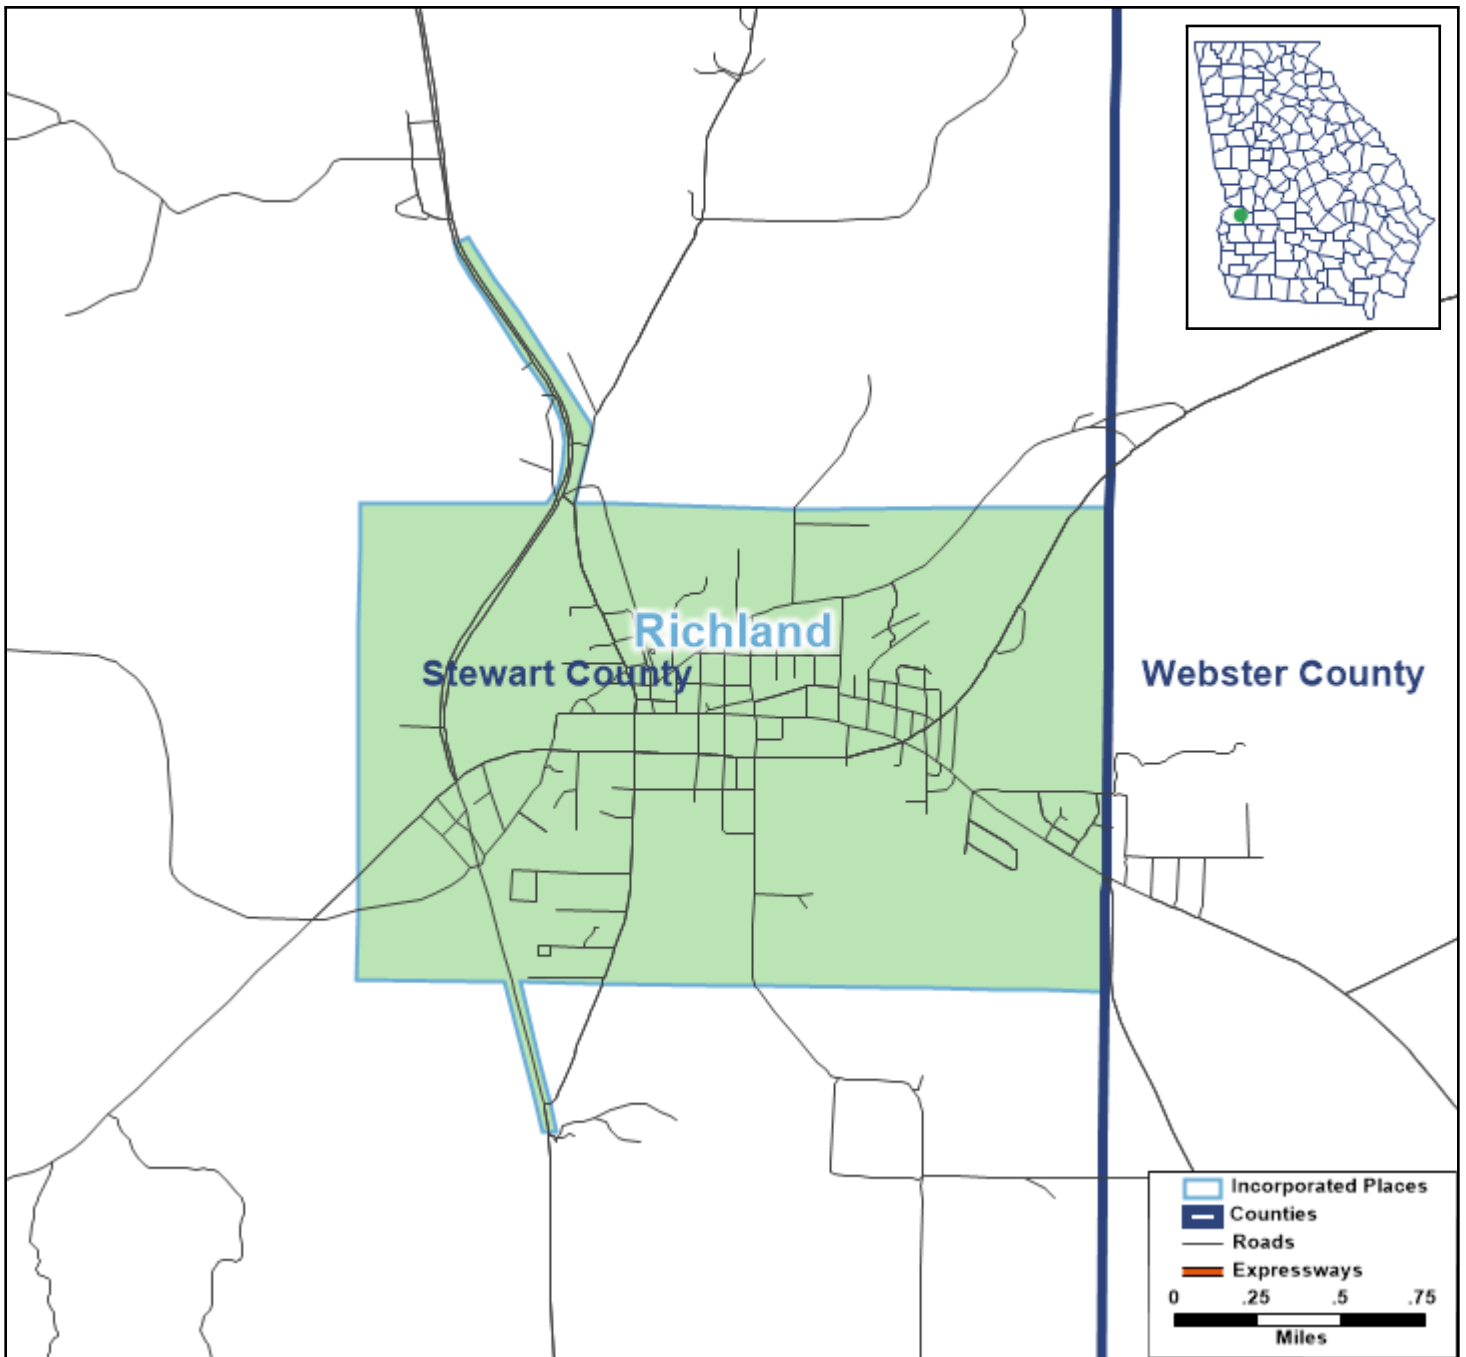 Richland
Stewart County
Webster County
Incorporated Places
Counties
Roads
Expressways
0 .25 .5 .75
Miles